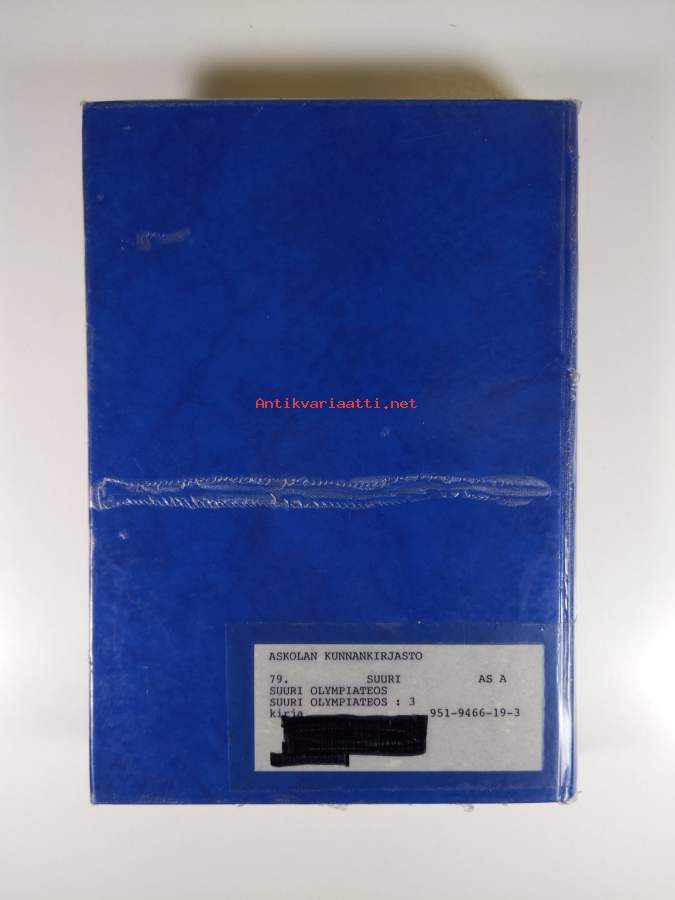 Antikvariaatti.net
ASKOLAN KUNNANKIRJASTO
79. SUURI AS A
SUURI OLYMPIATEOS
SUURI OLYMPIATEOS : 3
kirja 951-9466-19-3